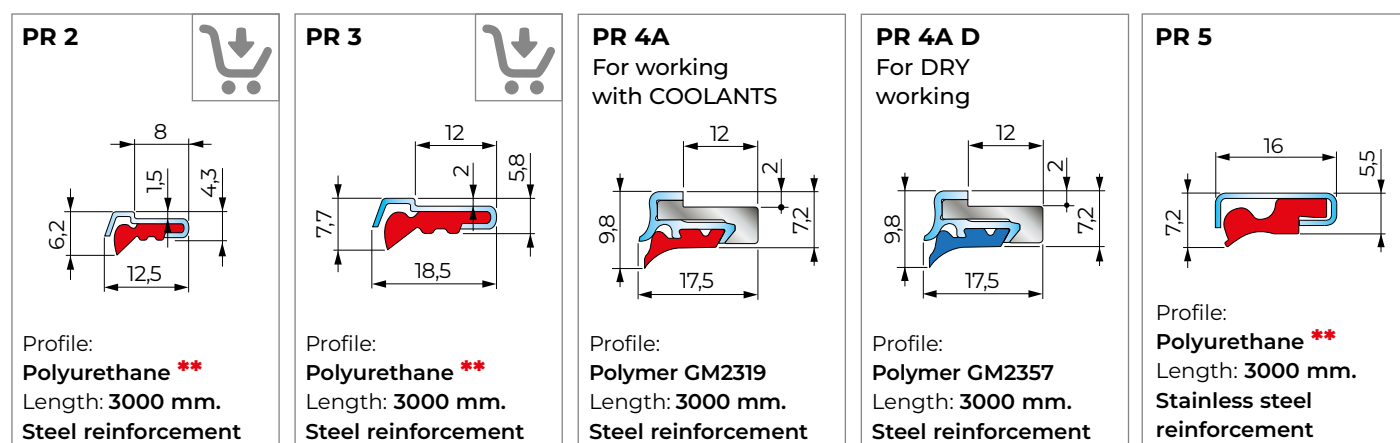 PR 2
8
1,5
4,3
6,2
12,5
Profile:
Polyurethane **
Length: 3000 mm.
Steel reinforcement
PR 3
12
2
5,8
7,7
18,5
Profile:
Polyurethane **
Length: 3000 mm.
Steel reinforcement
PR 4A
For working
with COOLANTS
12
2
9,8
7,2
17,5
Profile:
Polymer GM2319
Length: 3000 mm.
Steel reinforcement
PR 4A D
For DRY
working
12
2
9,8
7,2
17,5
Profile:
Polymer GM2357
Length: 3000 mm.
Steel reinforcement
PR 5
16
5,5
7,2
Profile:
Polyurethane **
Length: 3000 mm.
Stainless steel
reinforcement